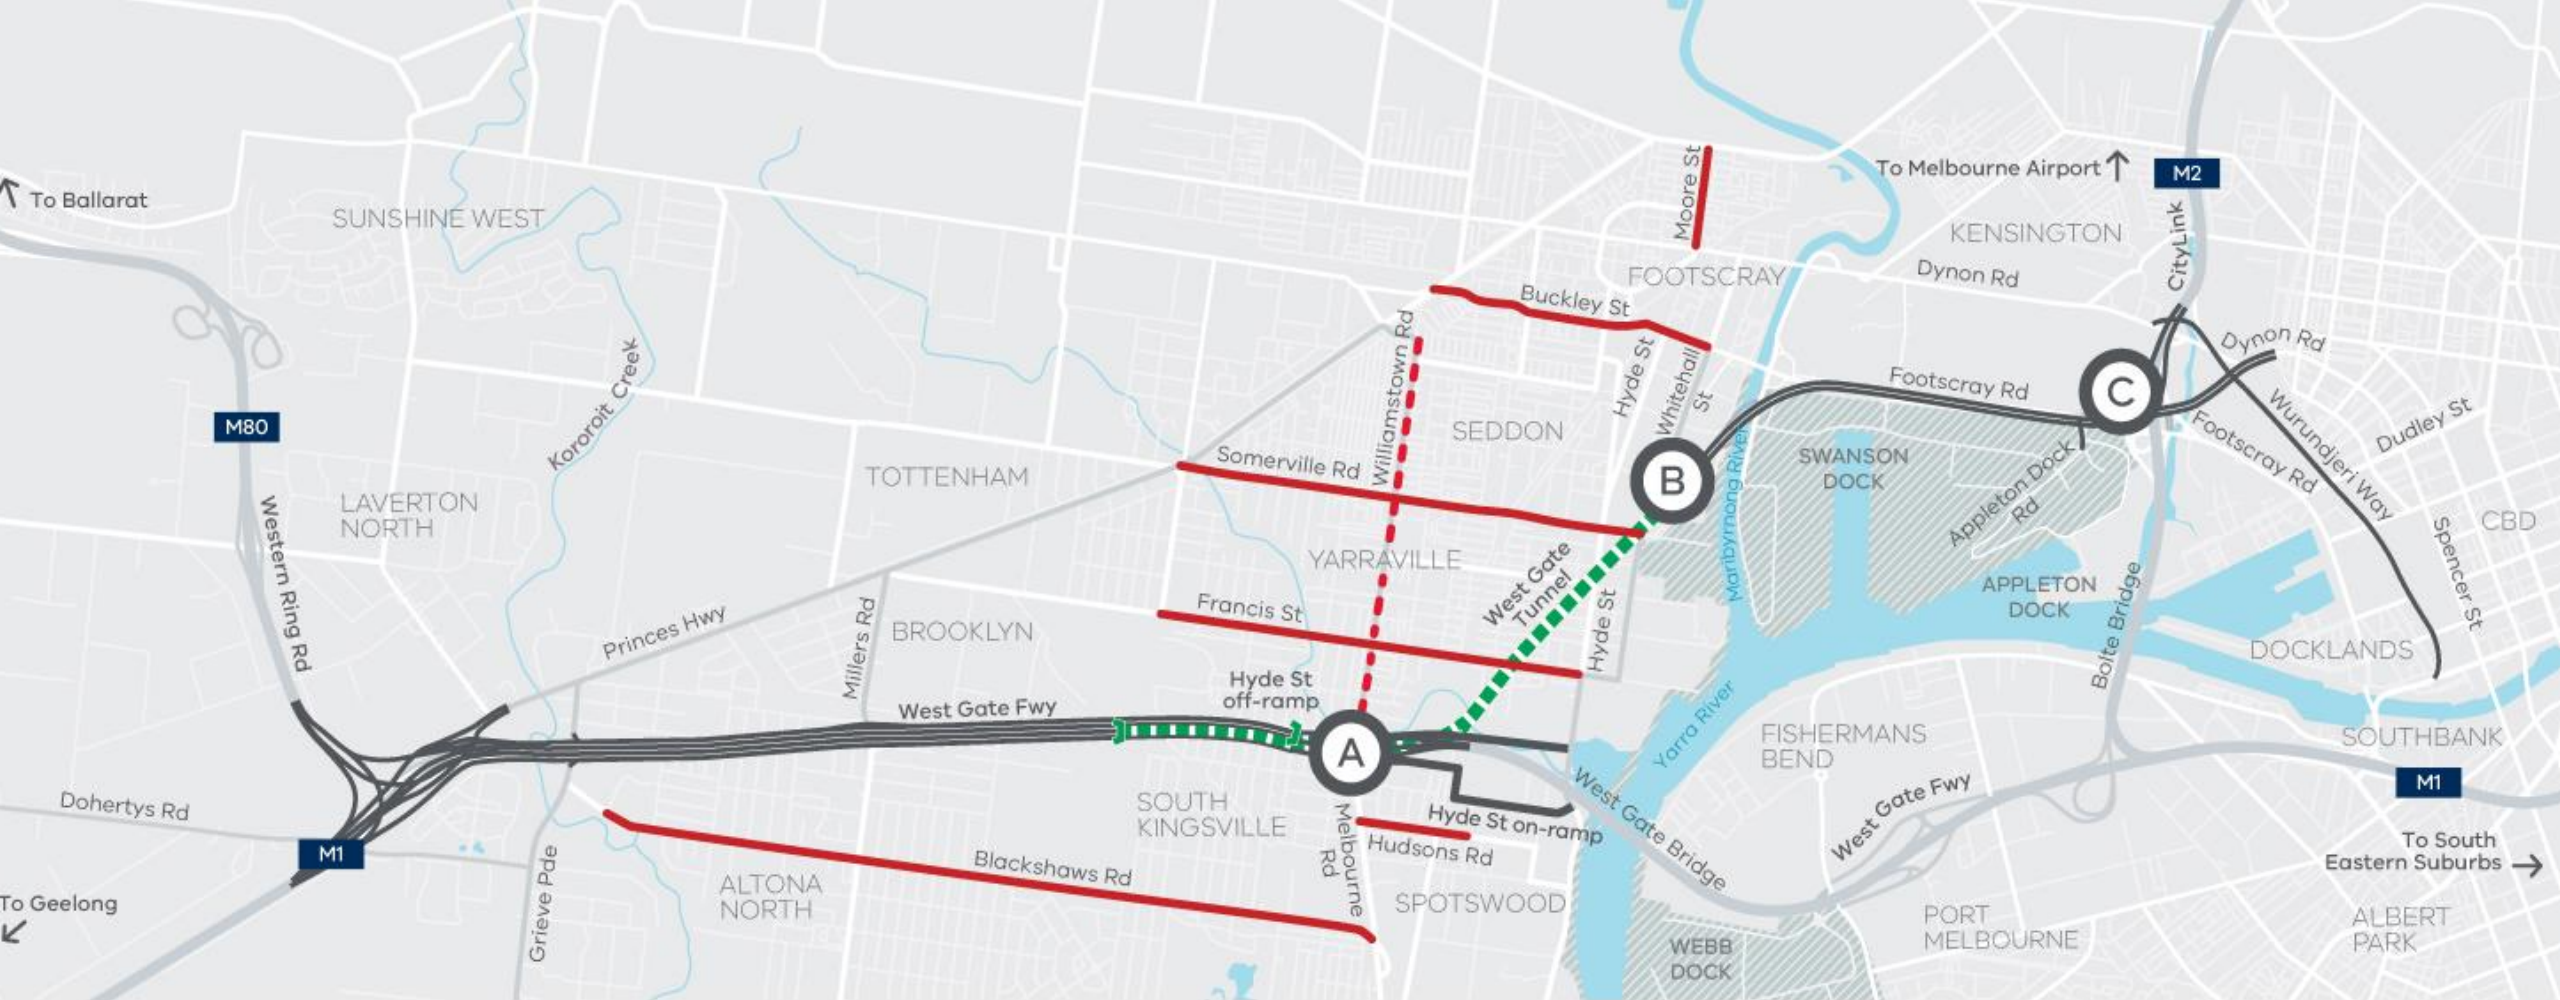 To Ballarat
SUNSHINE WEST
M80
Western Ring Rd
LAVERTON
NORTH
Kororoit Creek
Dohertys Rd
M1
To Geelong
Princes Hwy
Grieve Pde
Millers Rd
TOTTENHAM
BROOKLYN
West Gate Fwy
ALTONA
NORTH
Blackshaws Rd
SOUTH
KINGSVILLE
Hyde St
off-ramp
A
Francis St
Somerville Rd
YARRAVILLE
Williamstown Rd
SEDDON
Buckley St
Moore St
FOOTSCRAY
Hyde St
Whitehall
St
B
West Gate
Tunnel
Hyde St
Melbourne
Rd
Hudsons Rd
Hyde St on-ramp
SPOTSWOOD
West Gate Bridge
Yarra River
Maribyrnong River
WEBB
DOCK
To Melbourne Airport
M2
KENSINGTON
CityLink
Dynon Rd
C
Footscray Rd
Dynon Rd
SWANSON
DOCK
Appleton Dock
Rd
APPLETON
DOCK
Footscray Rd
Wurundjeri Way
Dudley St
Spencer St
CBD
Bolte Bridge
DOCKLANDS
FISHERMANS
BEND
West Gate Fwy
SOUTHBANK
M1
To South
Eastern Suburbs
PORT
MELBOURNE
ALBERT
PARK